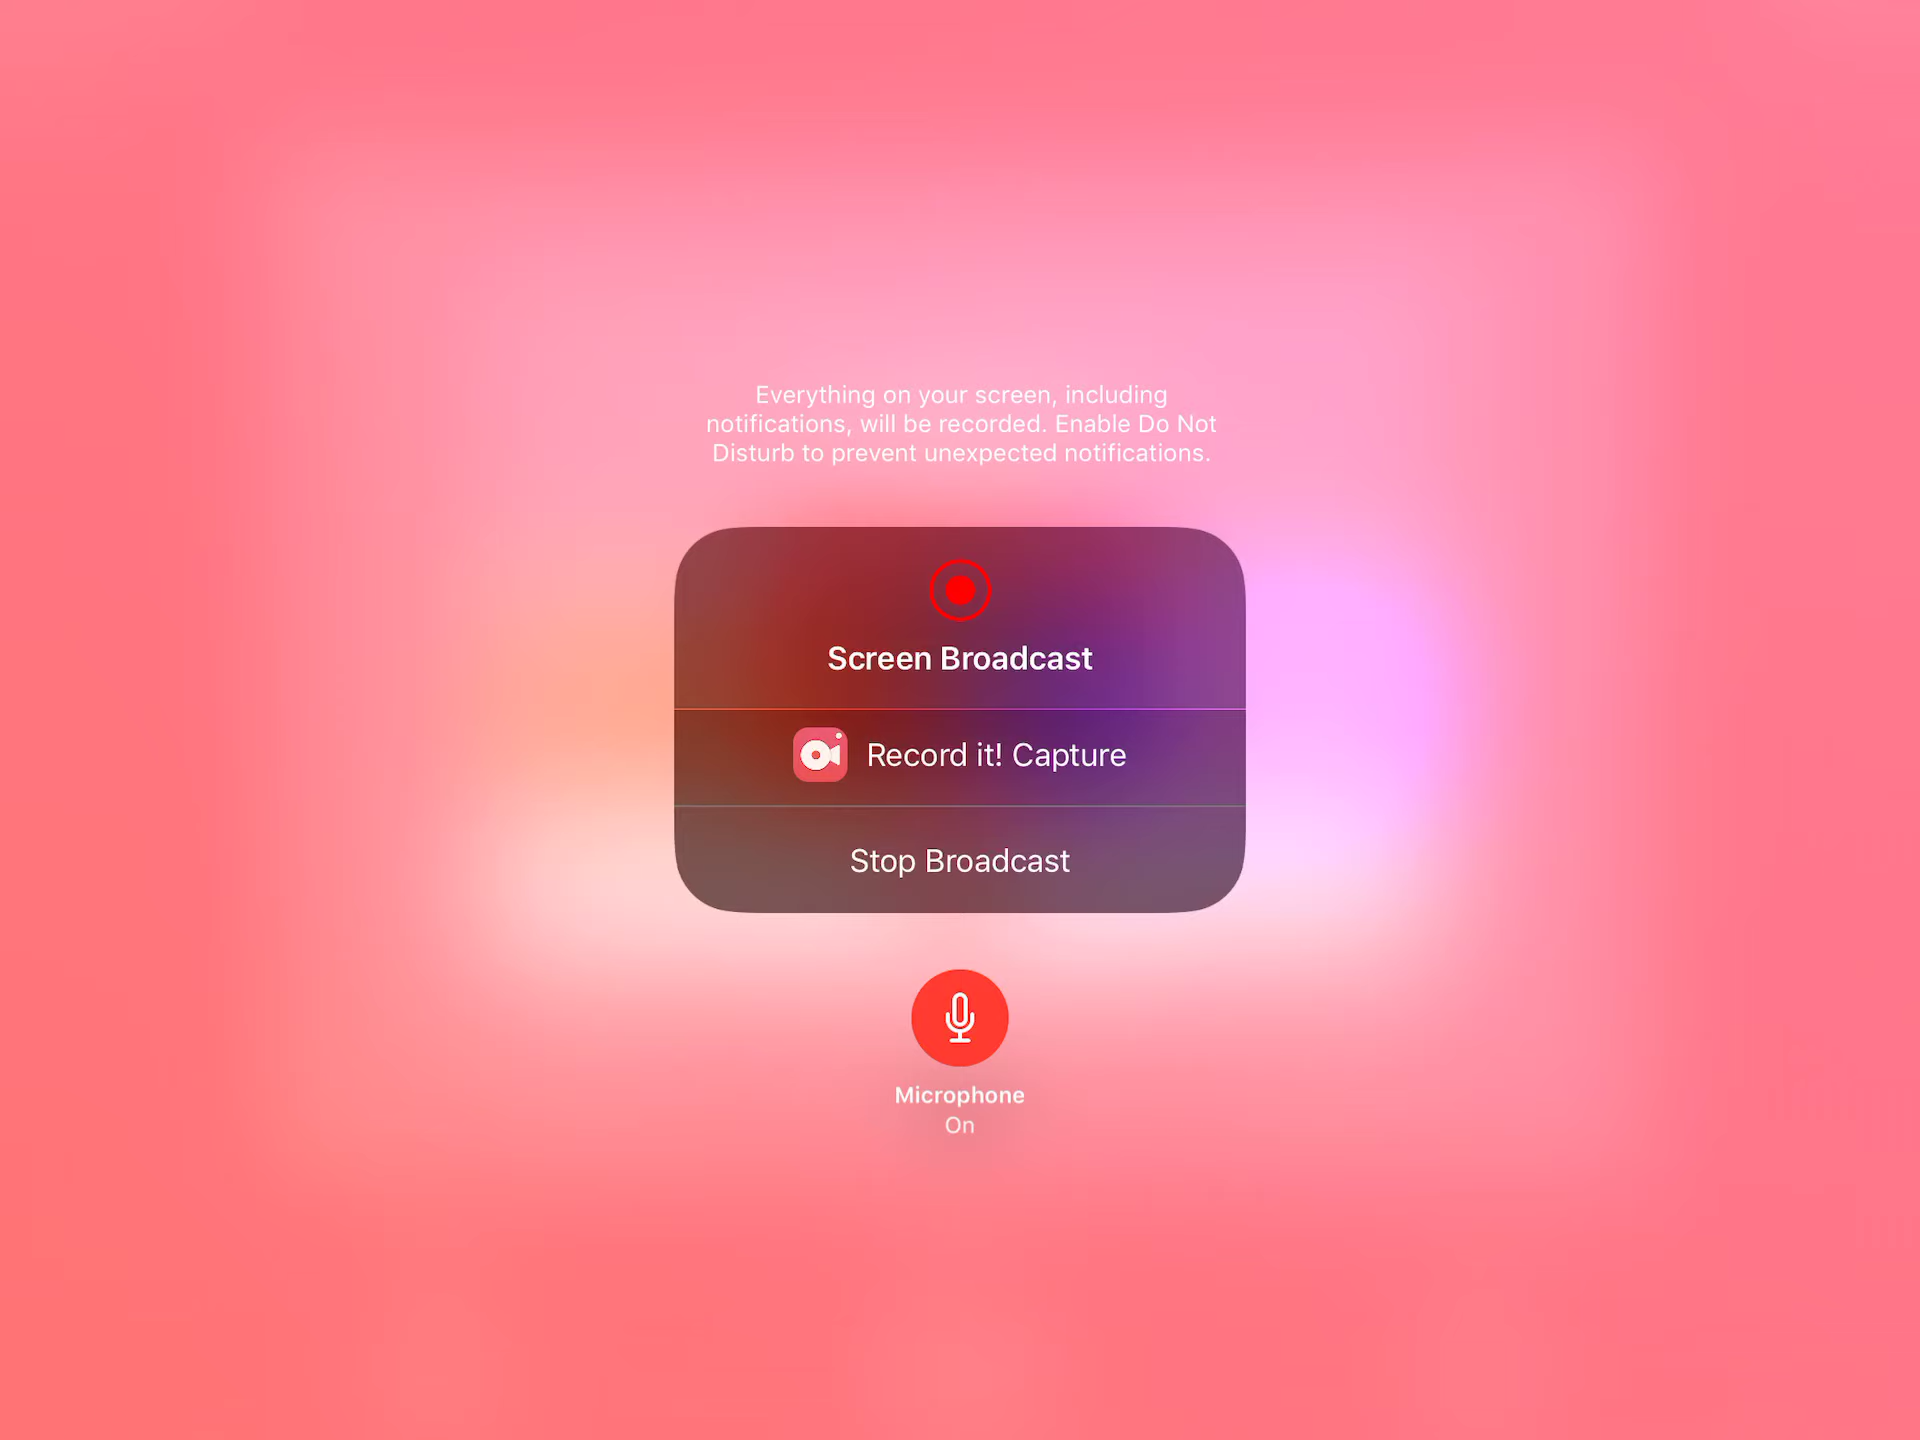 Everything on your screen, including
notifications, will be recorded. Enable Do Not
Disturb to prevent unexpected notifications.
Screen Broadcast
Record it! Capture
Stop Broadcast
Microphone
On